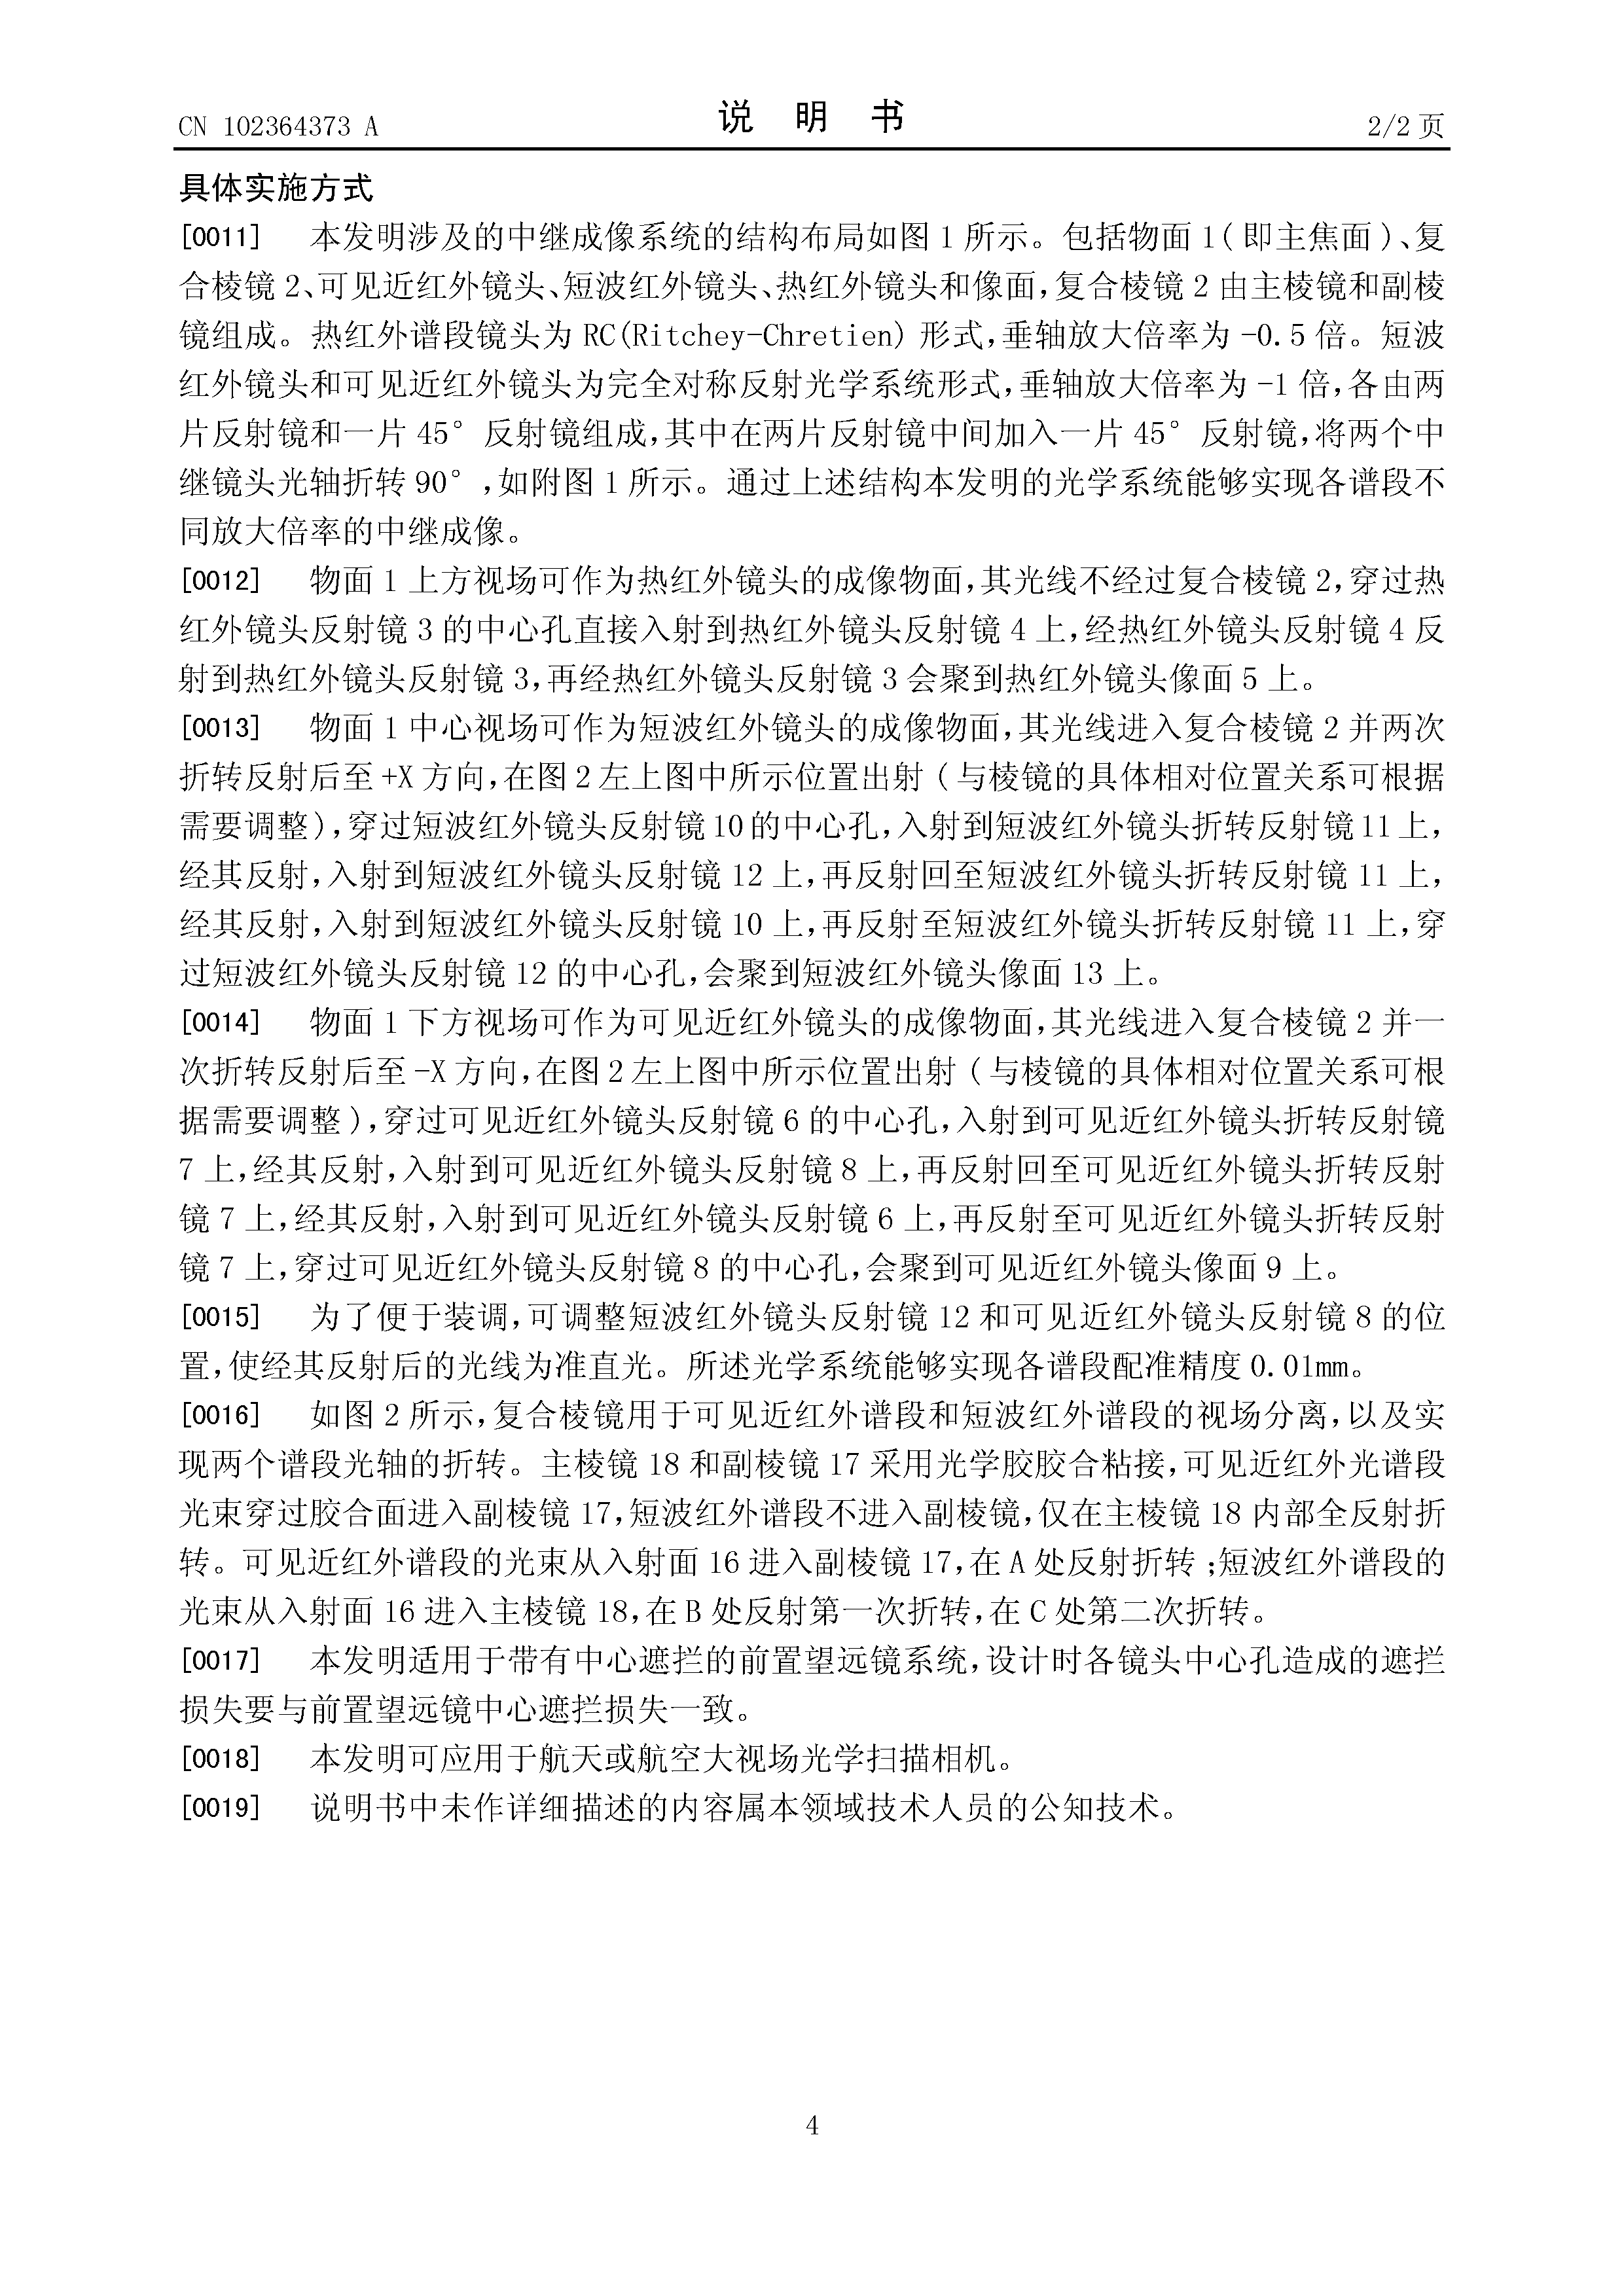 CN 102364373 A
说 明 书
2/2 页
具体实施方式
[0011] 本发明涉及的中继成像系统的结构布局如图 1 所示。包括物面 1( 即主焦面 )、复
合棱镜 2、可见近红外镜头、短波红外镜头、热红外镜头和像面,复合棱镜 2 由主棱镜和副棱
镜组成。热红外谱段镜头为 RC(Ritchey-Chretien) 形式,垂轴放大倍率为 -0.5 倍。短波
红外镜头和可见近红外镜头为完全对称反射光学系统形式,垂轴放大倍率为 -1 倍,各由两
片反射镜和一片 45° 反射镜组成,其中在两片反射镜中间加入一片 45° 反射镜,将两个中
继镜头光轴折转 90° ,如附图 1 所示。通过上述结构本发明的光学系统能够实现各谱段不
同放大倍率的中继成像。
[0012] 物面 1 上方视场可作为热红外镜头的成像物面,其光线不经过复合棱镜 2,穿过热
红外镜头反射镜 3 的中心孔直接入射到热红外镜头反射镜 4 上,经热红外镜头反射镜 4 反
射到热红外镜头反射镜 3,再经热红外镜头反射镜 3 会聚到热红外镜头像面 5 上。
[0013] 物面 1 中心视场可作为短波红外镜头的成像物面,其光线进入复合棱镜 2 并两次
折转反射后至 +X 方向,在图 2 左上图中所示位置出射 ( 与棱镜的具体相对位置关系可根据
需要调整 ),穿过短波红外镜头反射镜 10 的中心孔,入射到短波红外镜头折转反射镜 11 上,
经其反射,入射到短波红外镜头反射镜 12 上,再反射回至短波红外镜头折转反射镜 11 上,
经其反射,入射到短波红外镜头反射镜 10 上,再反射至短波红外镜头折转反射镜 11 上,穿
过短波红外镜头反射镜 12 的中心孔,会聚到短波红外镜头像面 13 上。
[0014] 物面 1 下方视场可作为可见近红外镜头的成像物面,其光线进入复合棱镜 2 并一
次折转反射后至 -X 方向,在图 2 左上图中所示位置出射 ( 与棱镜的具体相对位置关系可根
据需要调整 ),穿过可见近红外镜头反射镜 6 的中心孔,入射到可见近红外镜头折转反射镜
7 上,经其反射,入射到可见近红外镜头反射镜 8 上,再反射回至可见近红外镜头折转反射
镜 7 上,经其反射,入射到可见近红外镜头反射镜 6 上,再反射至可见近红外镜头折转反射
镜 7 上,穿过可见近红外镜头反射镜 8 的中心孔,会聚到可见近红外镜头像面 9 上。
[0015] 为了便于装调,可调整短波红外镜头反射镜 12 和可见近红外镜头反射镜 8 的位
置,使经其反射后的光线为准直光。所述光学系统能够实现各谱段配准精度 0.01mm。
[0016] 如图 2 所示,复合棱镜用于可见近红外谱段和短波红外谱段的视场分离,以及实
现两个谱段光轴的折转。主棱镜 18 和副棱镜 17 采用光学胶胶合粘接,可见近红外光谱段
光束穿过胶合面进入副棱镜 17,短波红外谱段不进入副棱镜,仅在主棱镜 18 内部全反射折
转。可见近红外谱段的光束从入射面 16 进入副棱镜 17,在 A 处反射折转 ;短波红外谱段的
光束从入射面 16 进入主棱镜 18,在 B 处反射第一次折转,在 C 处第二次折转。
[0017] 本发明适用于带有中心遮拦的前置望远镜系统,设计时各镜头中心孔造成的遮拦
损失要与前置望远镜中心遮拦损失一致。
[0018] 本发明可应用于航天或航空大视场光学扫描相机。
[0019] 说明书中未作详细描述的内容属本领域技术人员的公知技术。
4